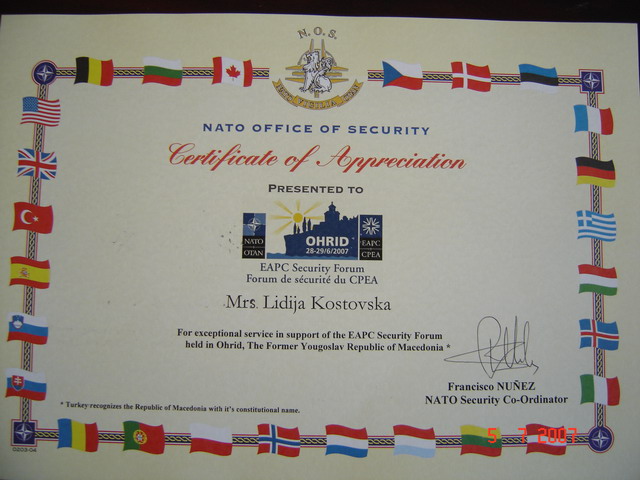 N.O.S.
NATO OFFICE OF SECURITY
Certificate of Appreciation
PRESENTED TO
NATO
OTAN
OHRID
28-29/6/2007
EAPC
CPEA
EAPC Security Forum
Forum de sécurité du CPEA
Mrs. Lidija Kostovska
For exceptional service in support of the EAPC Security Forum
held in Ohrid, The Former Yougoslav Republic of Macedonia *
Francisco NUÑEZ
NATO Security Co-Ordinator
* Turkey recognizes the Republic of Macedonia with it's constitutional name.
0203-04
5 7 2007